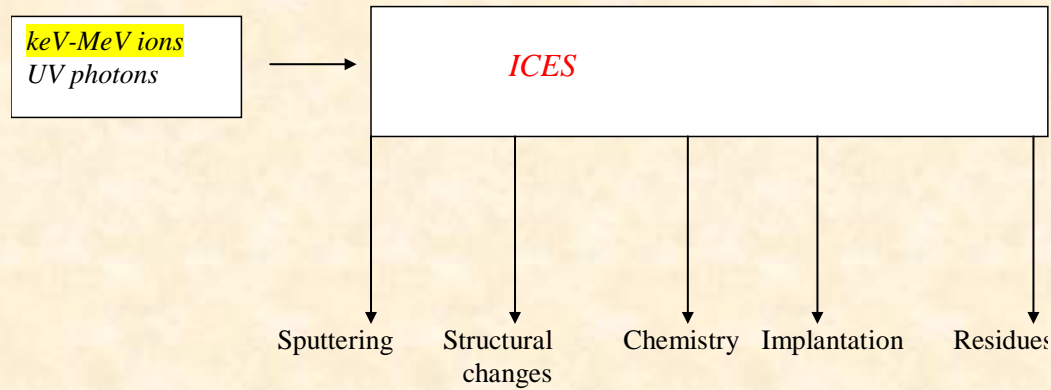 keV-MeV ions
UV photons
ICES
Sputtering
Structural
changes
Chemistry
Implantation
Residues